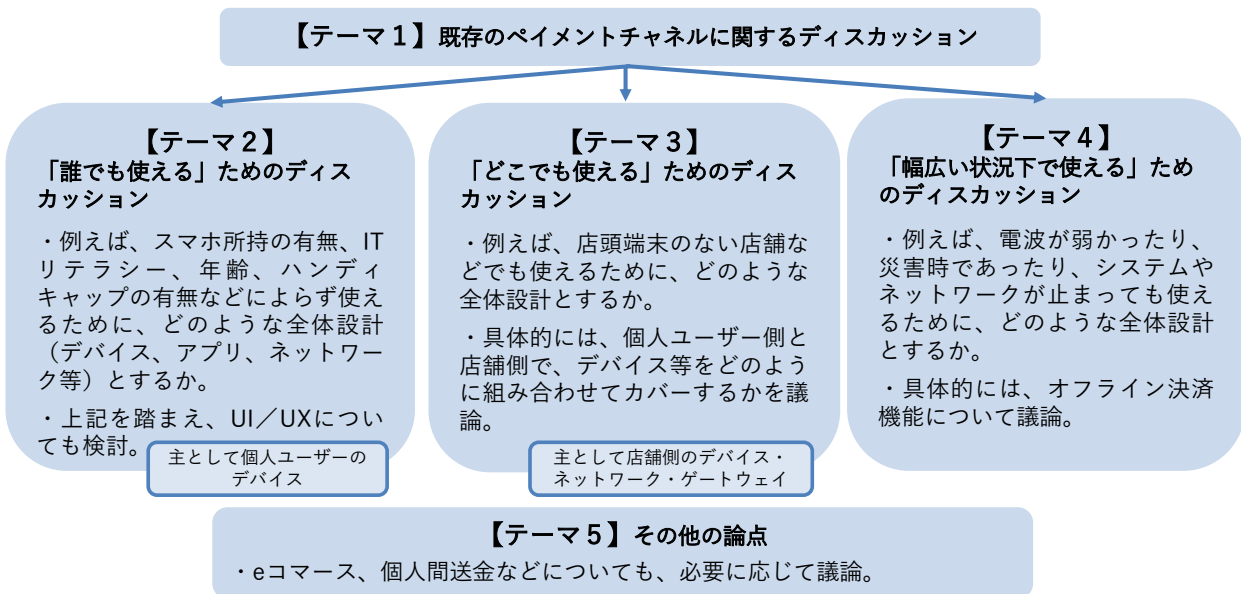 【テーマ１】既存のペイメントチャネルに関するディスカッション
【テーマ２】
「誰でも使える」ためのディス
カッション
・例えば、スマホ所持の有無、IT
リテラシー、年齢、ハンディ
キャップの有無などによらず使え
るために、どのような全体設計
（デバイス、アプリ、ネットワー
ク等）とするか。
・上記を踏まえ、UI／UXについ
ても検討。
主として個人ユーザーの
デバイス
【テーマ３】
「どこでも使える」ためのディス
カッション
・例えば、店頭端末のない店舗な
どでも使えるために、どのような
全体設計とするか。
・具体的には、個人ユーザー側と
店舗側で、デバイス等をどのよう
に組み合わせてカバーするかを議
論。
主として店舗側のデバイス・
ネットワーク・ゲートウェイ
【テーマ４】
「幅広い状況下で使える」ため
のディスカッション
・例えば、電波が弱かったり、
災害時であったり、システムや
ネットワークが止まっても使え
るために、どのような全体設計
とするか。
・具体的には、オフライン決済
機能について議論。
【テーマ５】その他の論点
・eコマース、個人間送金などについても、必要に応じて議論。